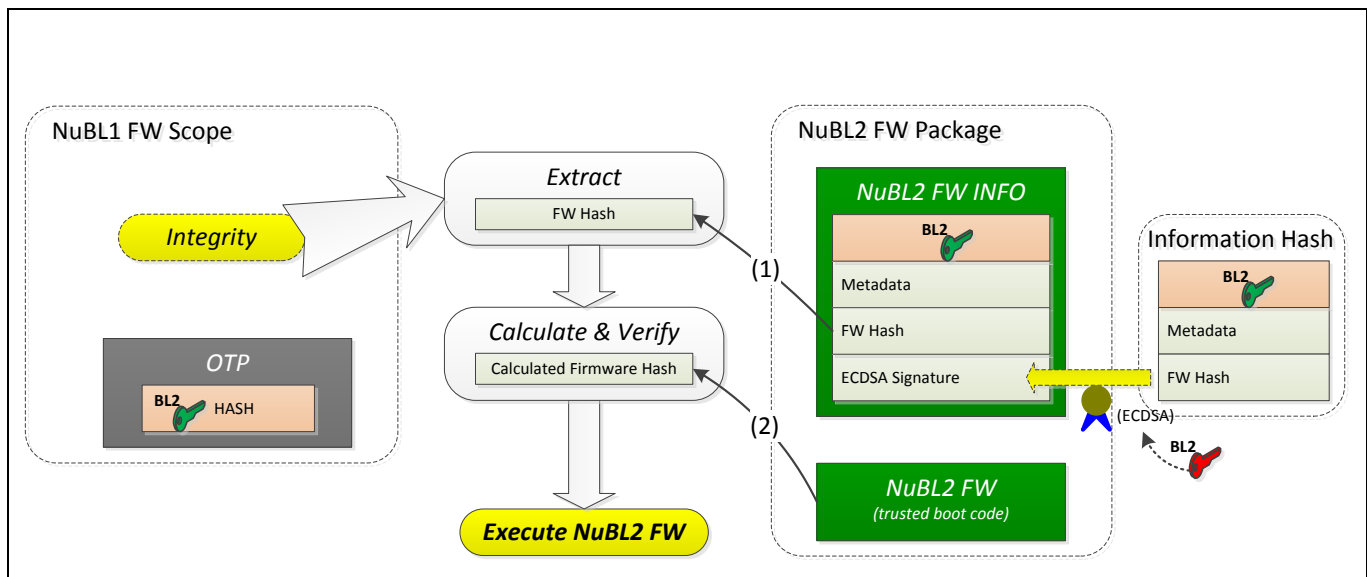 NuBL1 FW Scope
Integrity
OTP
BL2
HASH
Extract
FW Hash
Calculate & Verify
Calculated Firmware Hash
Execute NuBL2 FW
(1)
(2)
NuBL2 FW Package
NuBL2 FW INFO
BL2
Metadata
FW Hash
ECDSA Signature
NuBL2 FW
(trusted boot code)
Information Hash
BL2
Metadata
FW Hash
(ECDSA)
BL2